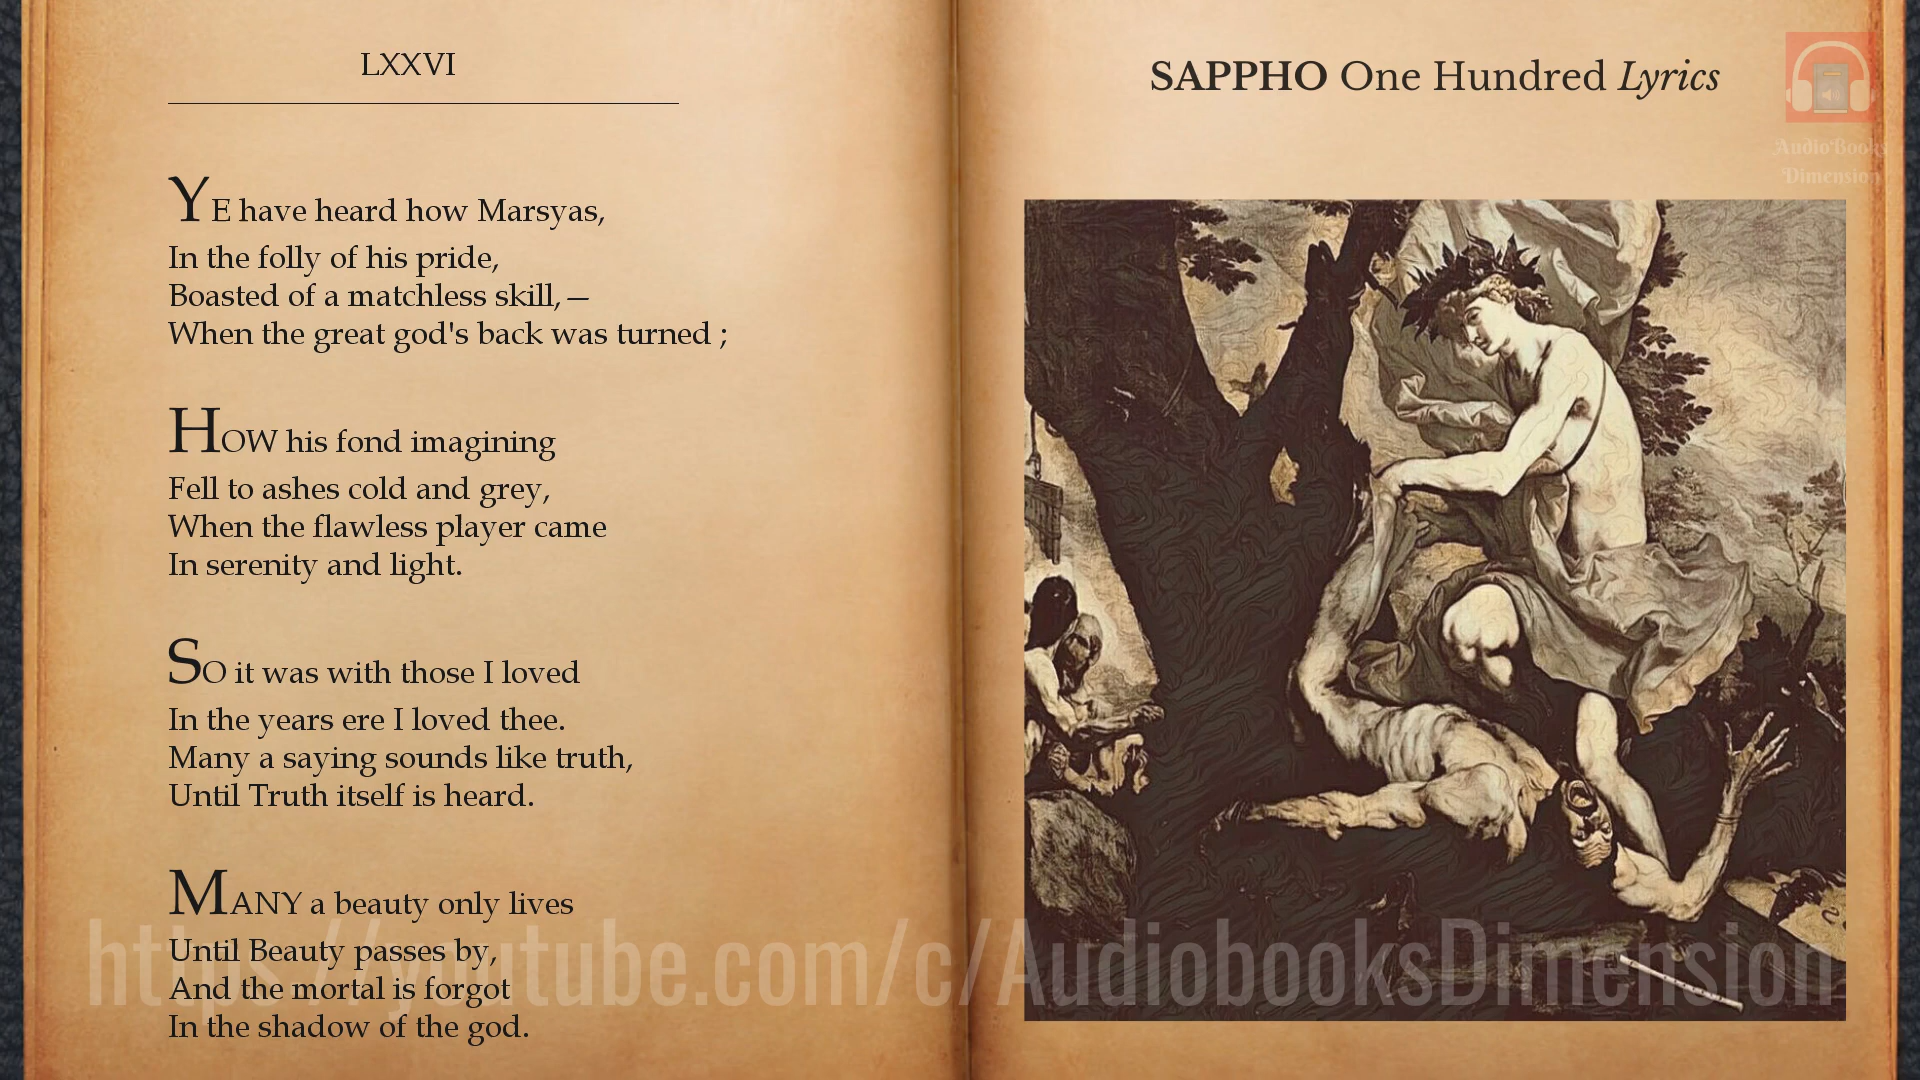 LXXVI
YE have heard how Marsyas,
In the folly of his pride,
Boasted of a matchless skill,—
When the great god's back was turned ;
HOW his fond imagining
Fell to ashes cold and grey,
When the flawless player came
In serenity and light.
SO it was with those I loved
In the years ere I loved thee.
Many a saying sounds like truth,
Until Truth itself is heard.
MANY a beauty only lives
Until Beauty passes by,
And the mortal is forgot
In the shadow of the god.
SAPPHO One Hundred Lyrics
AudioBooks
Dimension
https://youtube.com/c/AudiobooksDimension